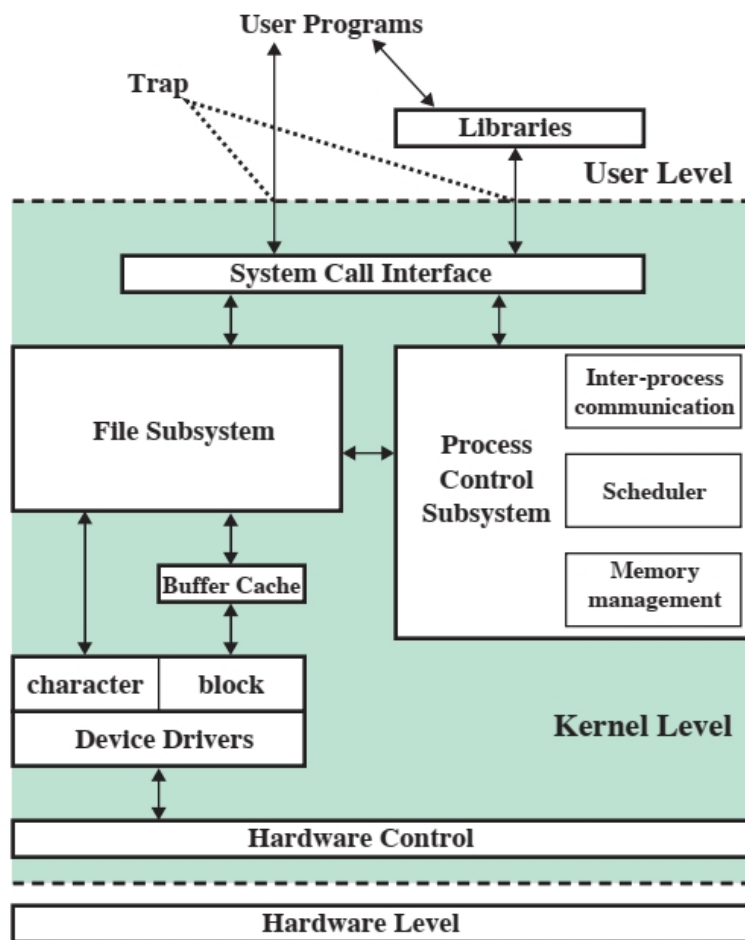 User Programs
Trap
Libraries
User Level
System Call Interface
File Subsystem
Process
Control
Subsystem
Inter-process
communication
Scheduler
Memory
management
Buffer Cache
character
block
Device Drivers
Kernel Level
Hardware Control
Hardware Level